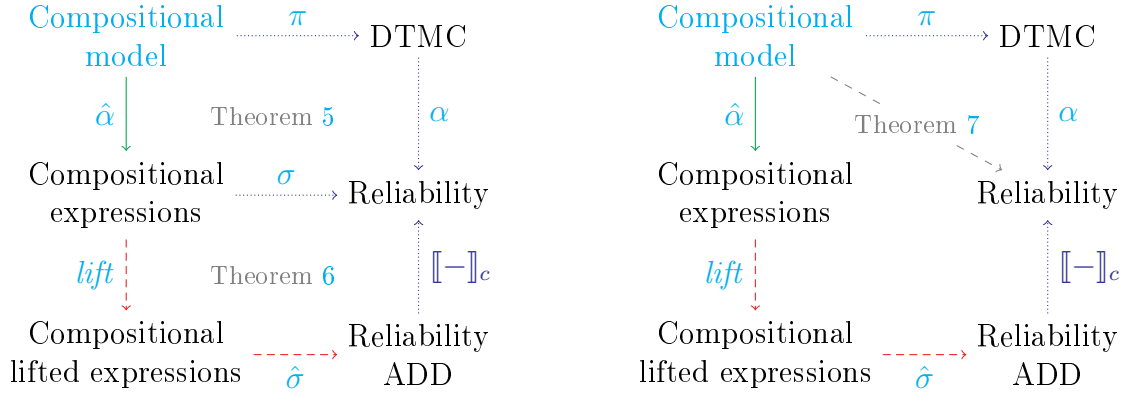 Compositional
model
π
DTMC
α̂
Theorem 5
α
Compositional
expressions
σ
Reliability
lift
Theorem 6
⟦−⟧c
Compositional
lifted expressions
σ̂
Reliability
ADD
Compositional
model
π
DTMC
α̂
Theorem 7
α
Compositional
expressions
Reliability
lift
⟦−⟧c
Compositional
lifted expressions
σ̂
Reliability
ADD